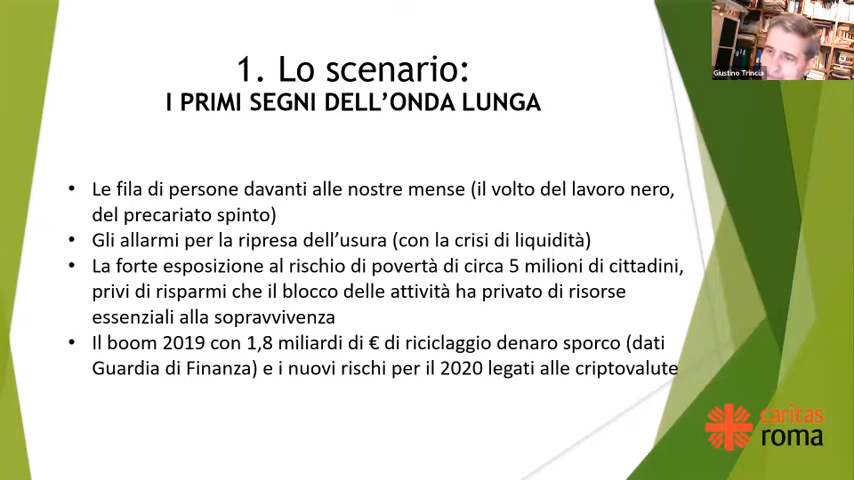 1. Lo scenario:
I PRIMI SEGNI DELL’ONDA LUNGA
Giustino Trincia
• Le fila di persone davanti alle nostre mense (il volto del lavoro nero,
del precariato spinto)
• Gli allarmi per la ripresa dell’usura (con la crisi di liquidità)
• La forte esposizione al rischio di povertà di circa 5 milioni di cittadini,
privi di risparmi che il blocco delle attività ha privato di risorse
essenziali alla sopravvivenza
• Il boom 2019 con 1,8 miliardi di € di riciclaggio denaro sporco (dati
Guardia di Finanza) e i nuovi rischi per il 2020 legati alle criptovalute
caritas
roma